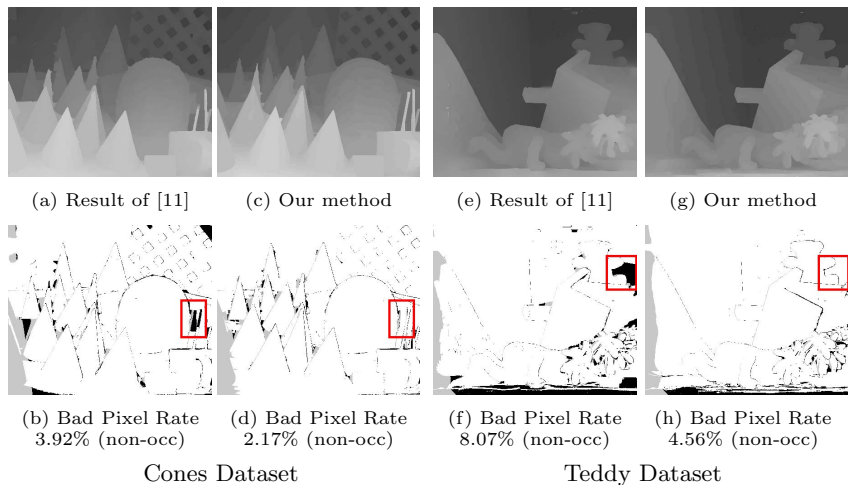 (a) Result of [11]
(c) Our method
(e) Result of [11]
(g) Our method
(b) Bad Pixel Rate
3.92% (non-occ)
(d) Bad Pixel Rate
2.17% (non-occ)
(f) Bad Pixel Rate
8.07% (non-occ)
(h) Bad Pixel Rate
4.56% (non-occ)
Cones Dataset
Teddy Dataset